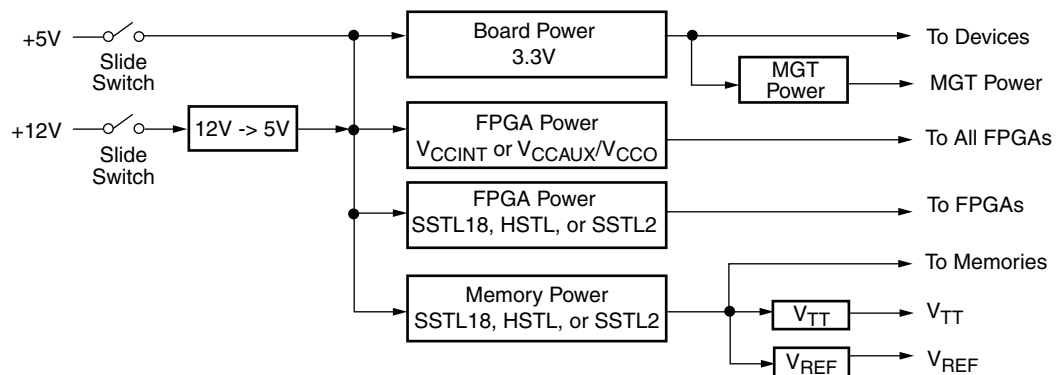 +5V
Slide
Switch
+12V
Slide
Switch
12V -> 5V
Board Power
3.3V
To Devices
MGT
Power
MGT Power
FPGA Power
VCCINT or VCCAUX/VCCO
To All FPGAs
FPGA Power
SSTL18, HSTL, or SSTL2
To FPGAs
Memory Power
SSTL18, HSTL, or SSTL2
To Memories
VTT
VTT
VREF
VREF